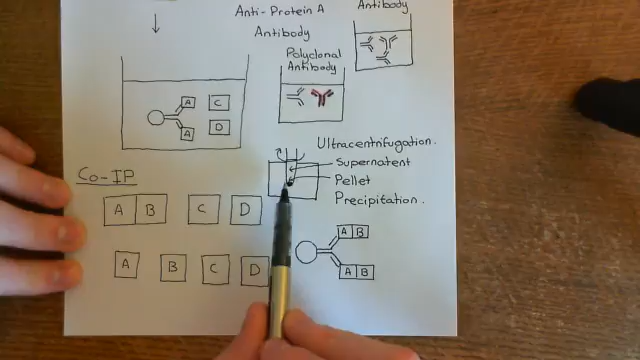 Anti-Protein A
Antibody
Antibody
Polyclonal
Antibody
A
C
D
A
Ultracentrifugation.
Supernatent
Pellet
Precipitation.
Co-IP
A B C D
A B
A B C D
A B